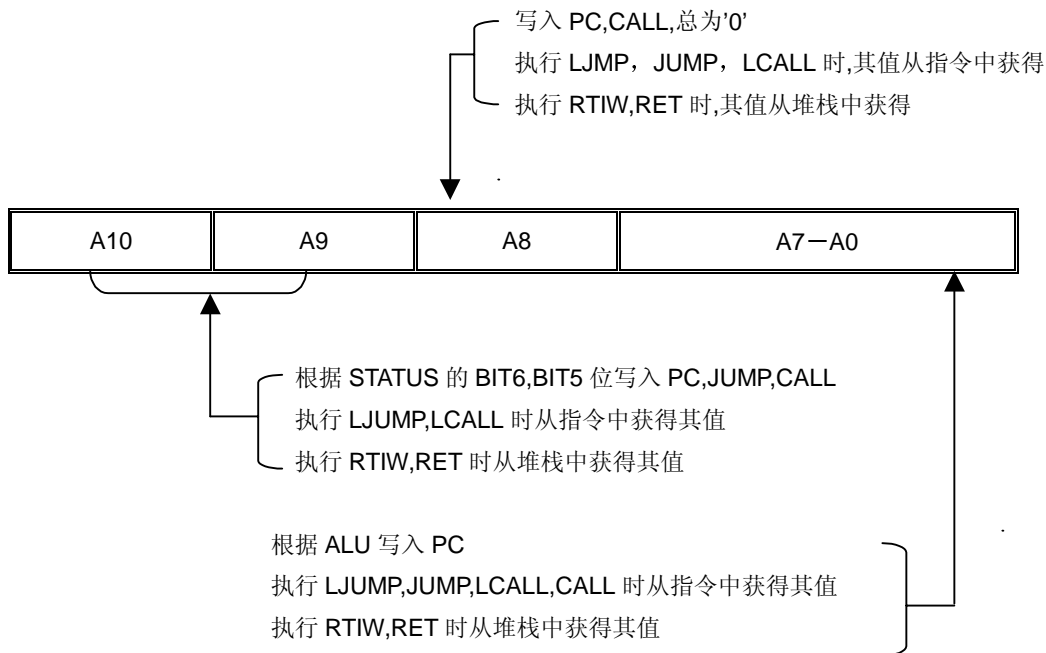 写入 PC,CALL,总为'0'
执行 LJMP，JUMP，LCALL 时,其值从指令中获得
执行 RTIW,RET 时,其值从堆栈中获得
A10 A9 A8 A7－A0
根据 STATUS 的 BIT6,BIT5 位写入 PC,JUMP,CALL
执行 LJUMP,LCALL 时从指令中获得其值
执行 RTIW,RET 时从堆栈中获得其值
根据 ALU 写入 PC
执行 LJUMP,JUMP,LCALL,CALL 时从指令中获得其值
执行 RTIW,RET 时从堆栈中获得其值